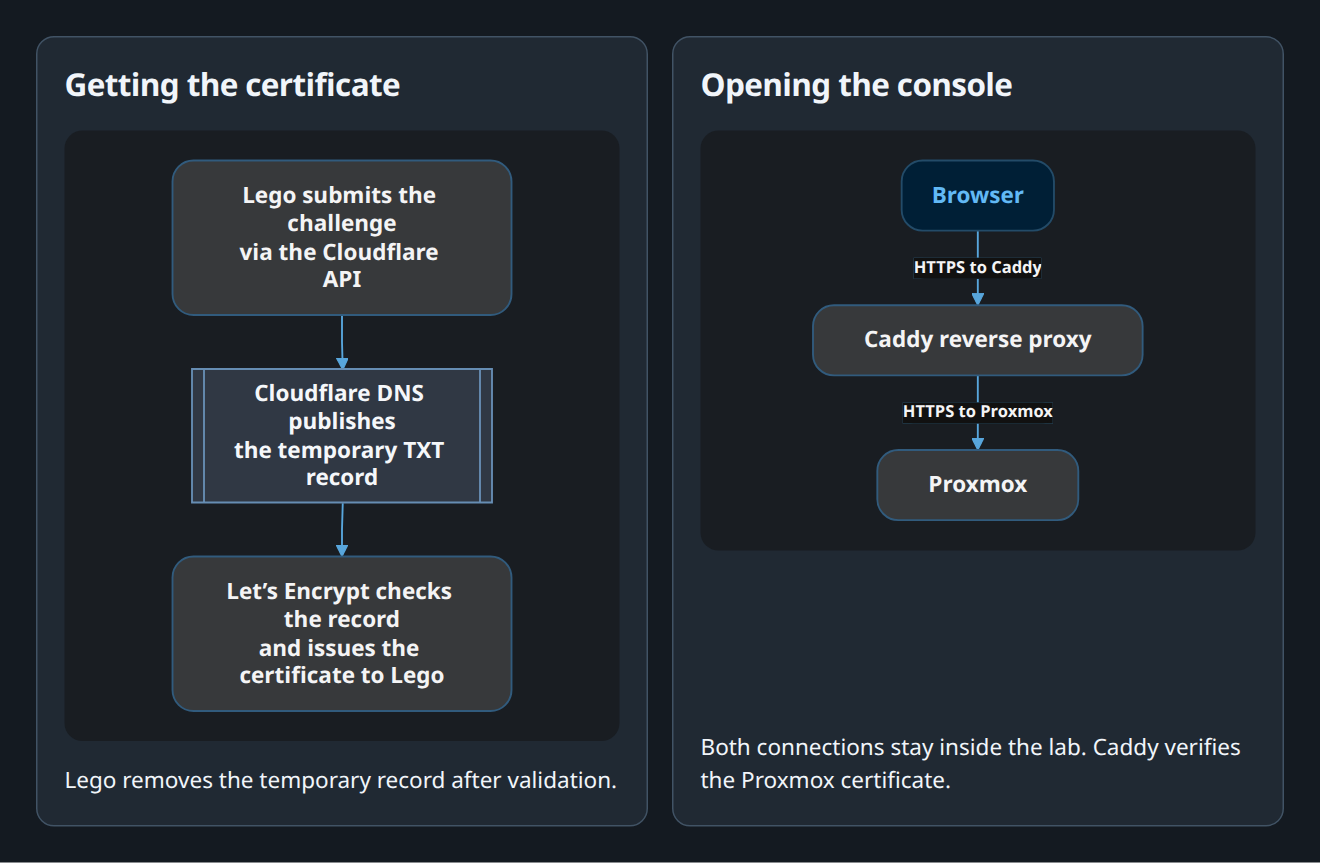 Getting the certificate
Lego submits the
challenge
via the Cloudflare
API
Cloudflare DNS
publishes
the temporary TXT
record
Let’s Encrypt checks
the record
and issues the
certificate to Lego
Lego removes the temporary record after validation.
Opening the console
Browser
HTTPS to Caddy
Caddy reverse proxy
HTTPS to Proxmox
Proxmox
Both connections stay inside the lab. Caddy verifies
the Proxmox certificate.